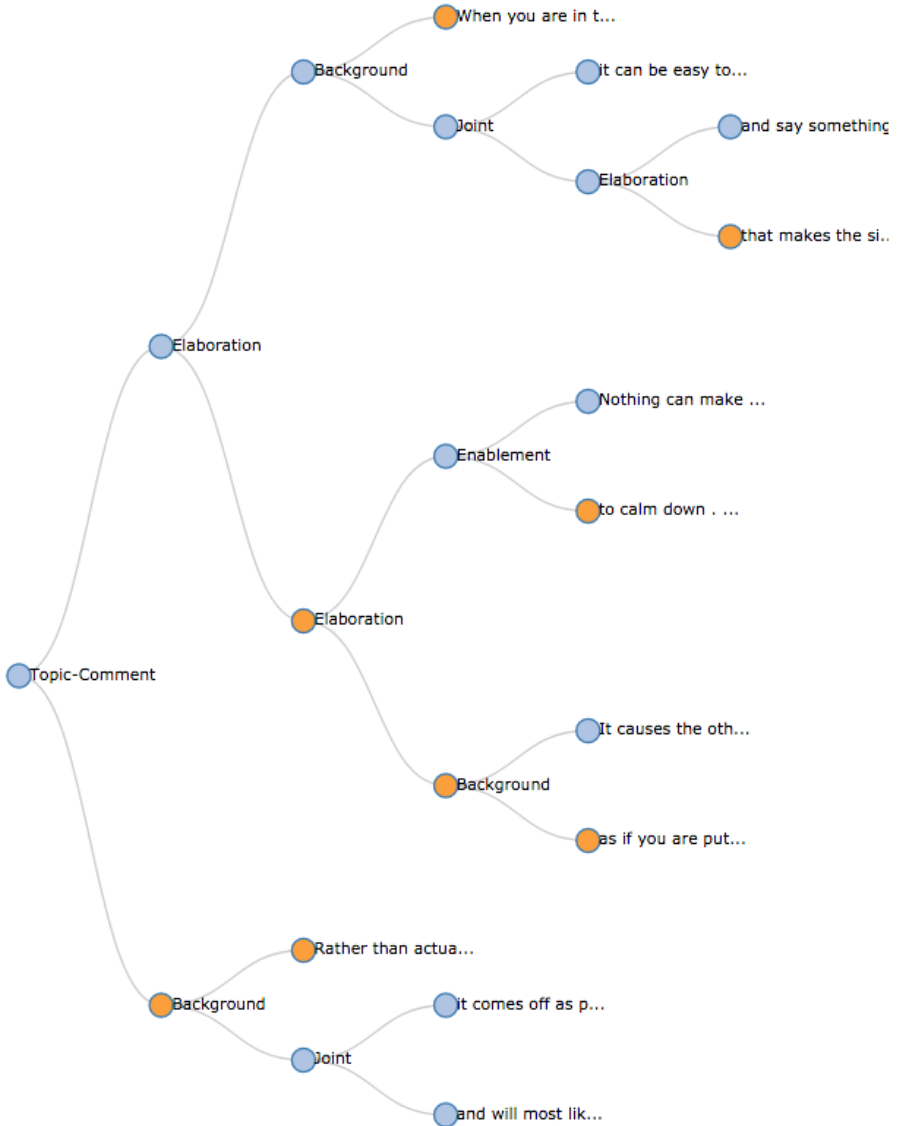 When you are in t...
Background
it can be easy to...
Joint
and say something
Elaboration
that makes the si..
Elaboration
Nothing can make ...
Enablement
to calm down . ...
Elaboration
Topic-Comment
It causes the oth...
Background
as if you are put...
Rather than actua...
Background
it comes off as p...
Joint
and will most lik...